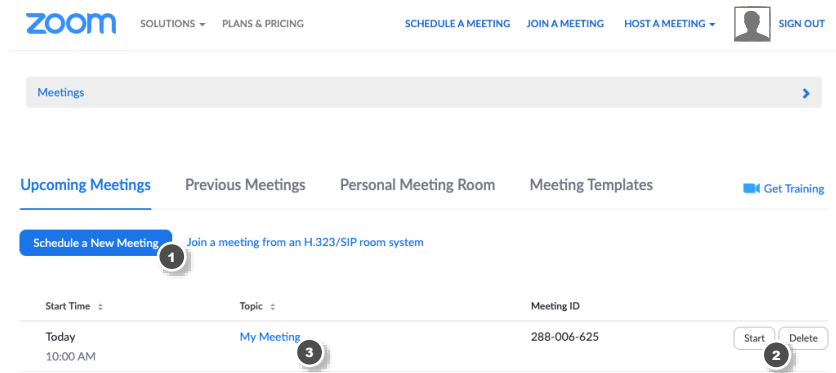 zoom SOLUTIONS PLANS & PRICING SCHEDULE A MEETING JOIN A MEETING HOST A MEETING SIGN OUT
Meetings
Upcoming Meetings Previous Meetings Personal Meeting Room Meeting Templates Get Training
Schedule a New Meeting Join a meeting from an H.323/SIP room system
1
Start Time Topic Meeting ID
Today My Meeting 288-006-625 Start Delete
10:00 AM 3 2